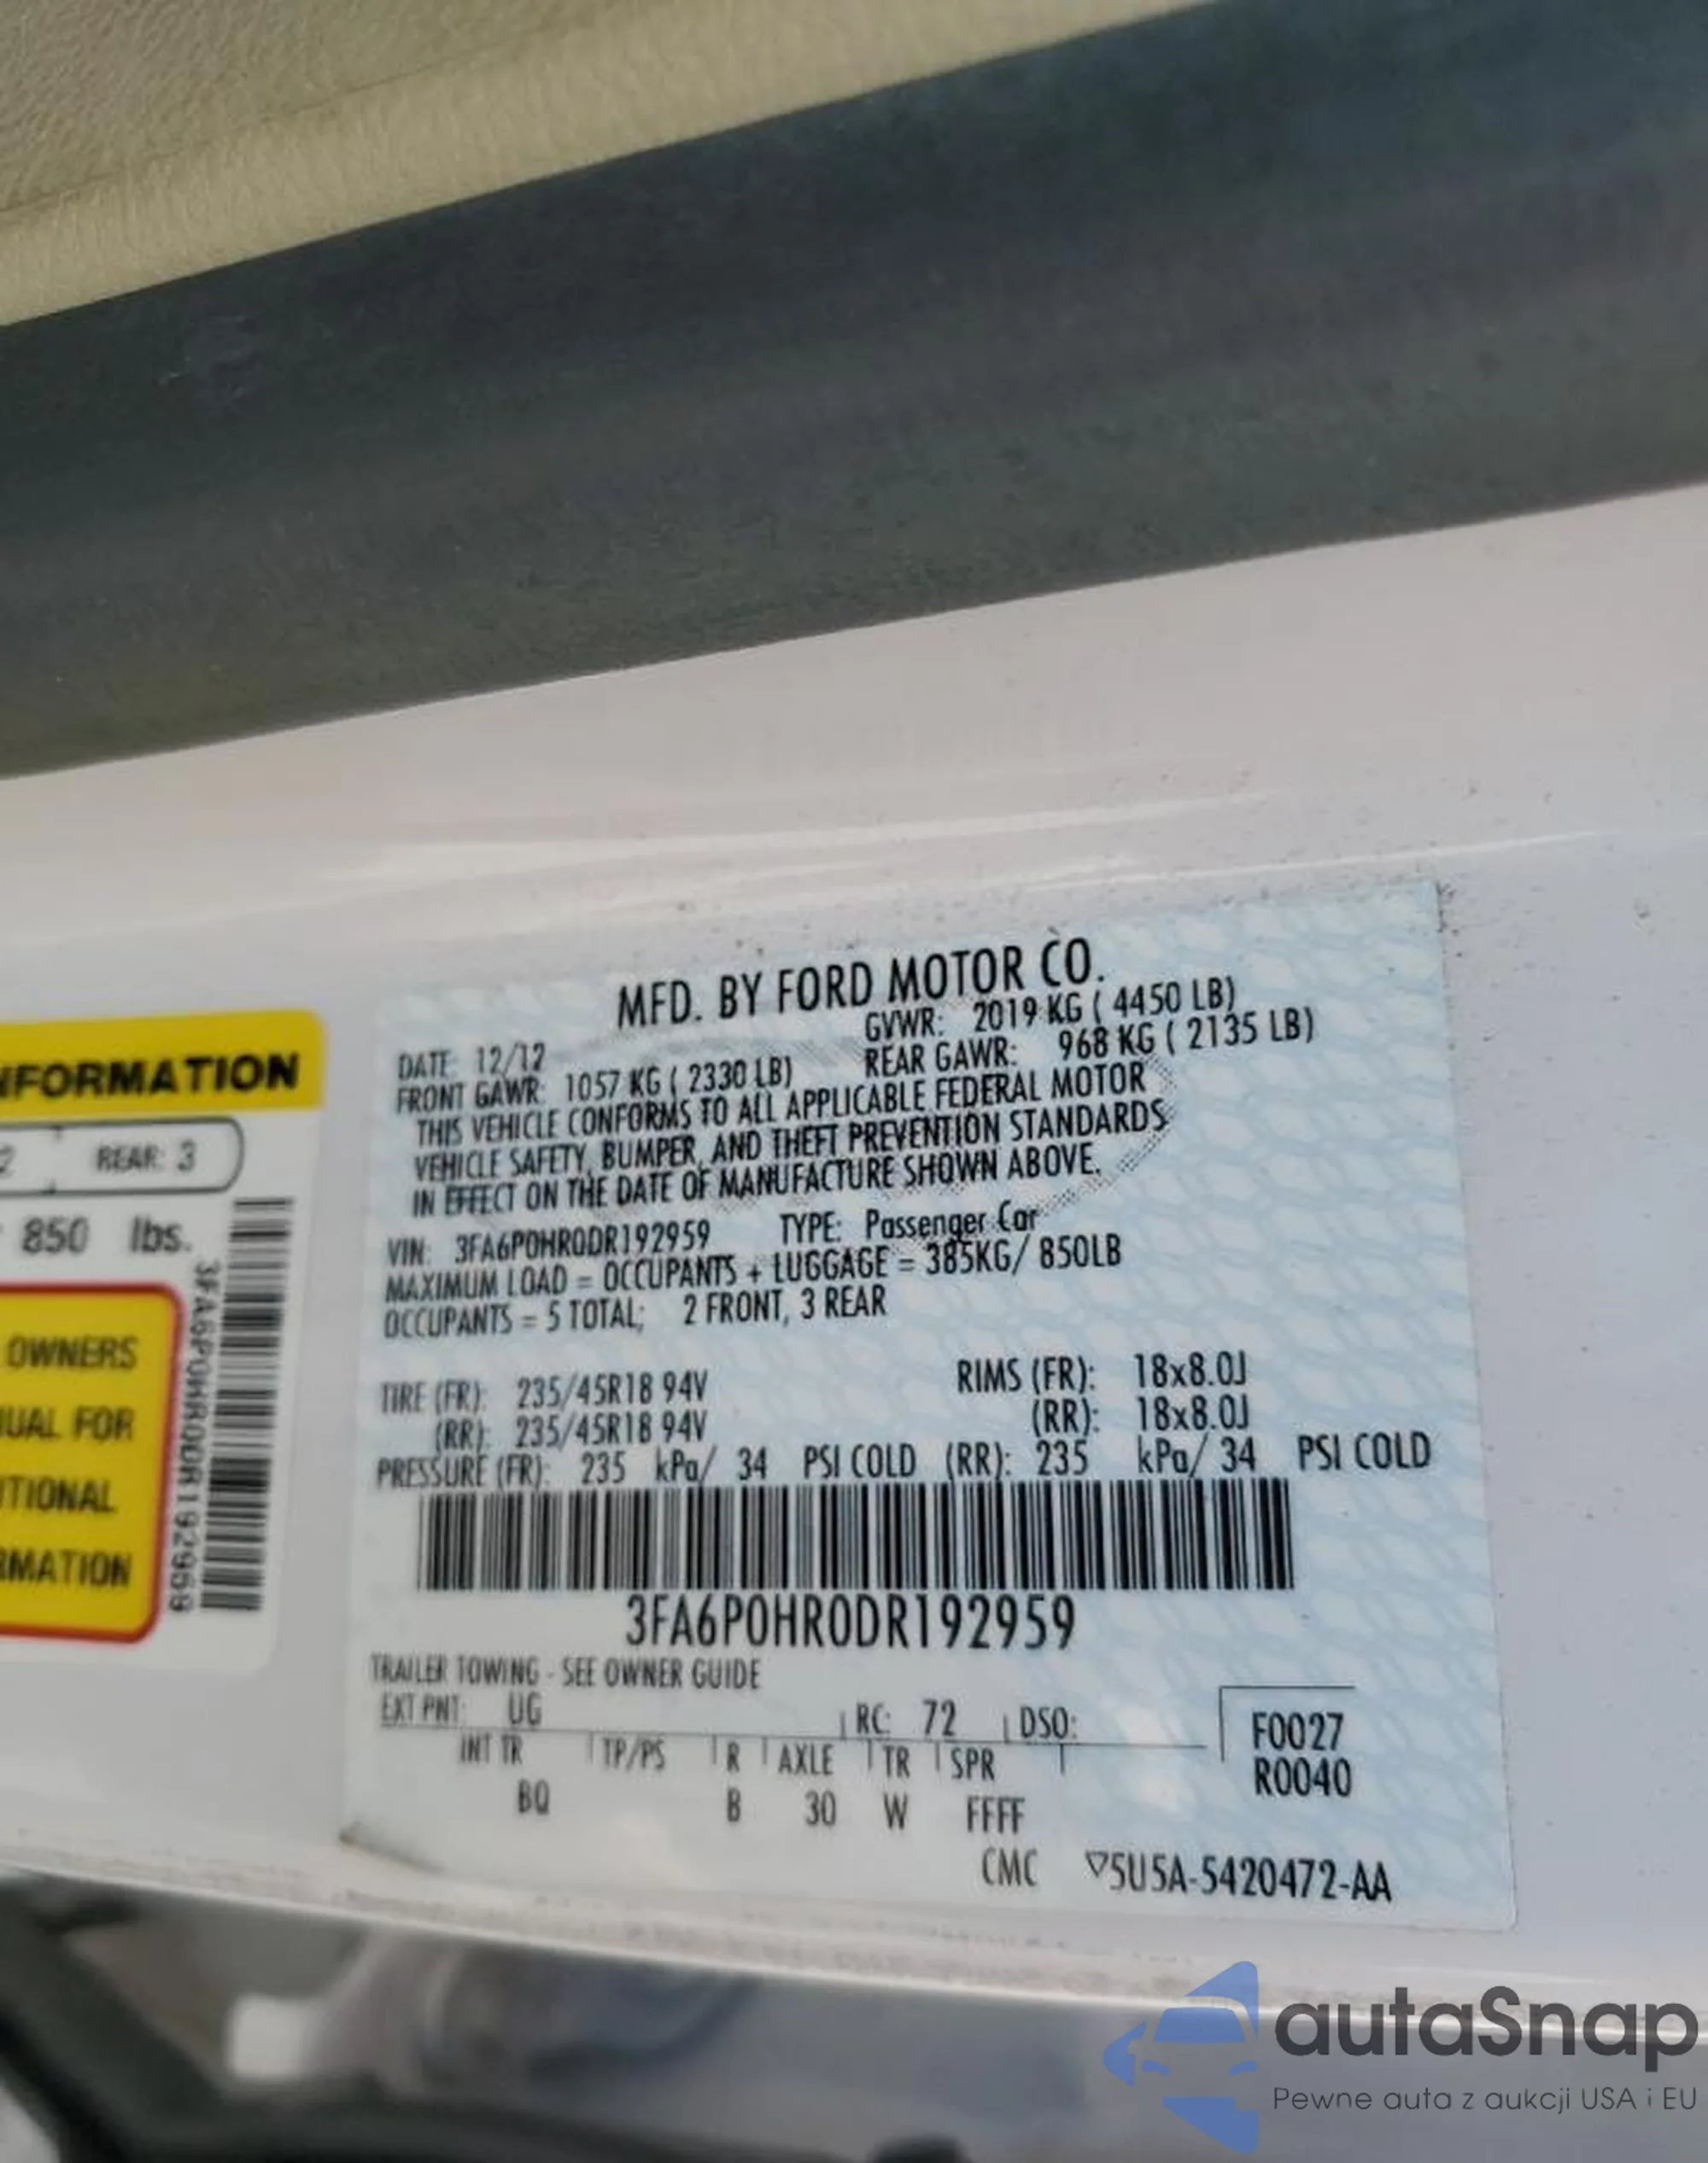 MFD. BY FORD MOTOR CO.
DATE: 12/12 GVWR: 2019 KG ( 4450 LB)
FRONT GAWR: 1057 KG ( 2330 LB) REAR GAWR: 968 KG ( 2135 LB)
THIS VEHICLE CONFORMS TO ALL APPLICABLE FEDERAL MOTOR
VEHICLE SAFETY, BUMPER, AND THEFT PREVENTION STANDARDS
IN EFFECT ON THE DATE OF MANUFACTURE SHOWN ABOVE.
VIN: 3FA6P0HR0DR192959 TYPE: Passenger Car
MAXIMUM LOAD = OCCUPANTS + LUGGAGE = 385KG/ 850LB
OCCUPANTS = 5 TOTAL; 2 FRONT, 3 REAR
TIRE (FR): 235/45R18 94V RIMS (FR): 18x8.0J
(RR): 235/45R18 94V (RR): 18x8.0J
PRESSURE (FR): 235 kPa/ 34 PSI COLD (RR): 235 kPa/ 34 PSI COLD
3FA6P0HR0DR192959
TRAILER TOWING - SEE OWNER GUIDE
EXT PNT: UG RC: 72 DSO:
INT TR TP/PS R AXLE TR SPR
BQ B 30 W FFFF
F0027
R0040
CMC ▽5U5A-5420472-AA
NFORMATION
2 REAR: 3
850 lbs.
OWNERS
UAL FOR
TIONAL
RMATION
3FA6P0HR0DR192959
autaSnap
Pewne auta z aukcji USA i EU